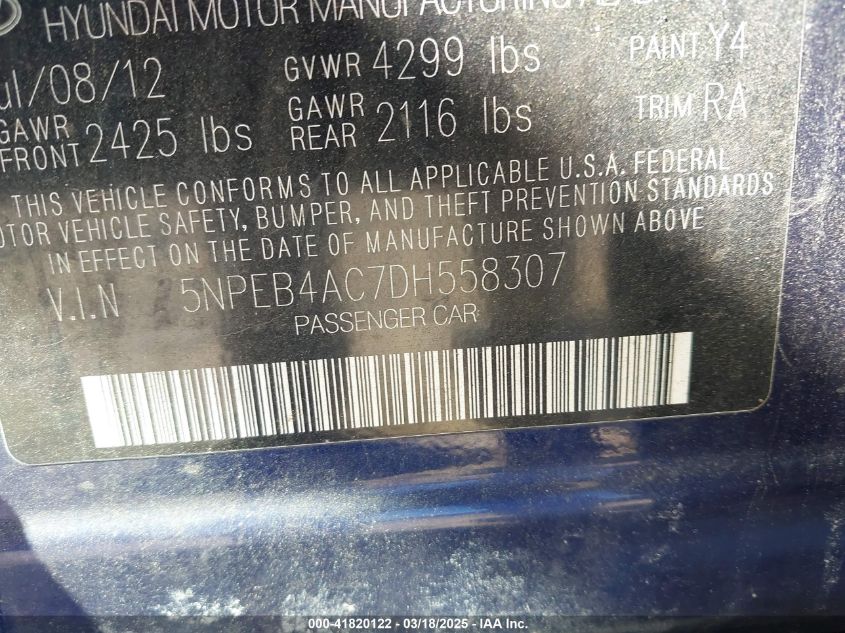 HYUNDAI MOTOR MANUFACTURING
Jul/08/12 GVWR 4299 lbs PAINT Y4
GAWR FRONT 2425 lbs GAWR REAR 2116 lbs TRIM RA
THIS VEHICLE CONFORMS TO ALL APPLICABLE U.S.A. FEDERAL
MOTOR VEHICLE SAFETY, BUMPER, AND THEFT PREVENTION STANDARDS
IN EFFECT ON THE DATE OF MANUFACTURE SHOWN ABOVE
V.I.N 5NPEB4AC7DH558307
PASSENGER CAR
000-41820122 - 03/18/2025 - IAA Inc.